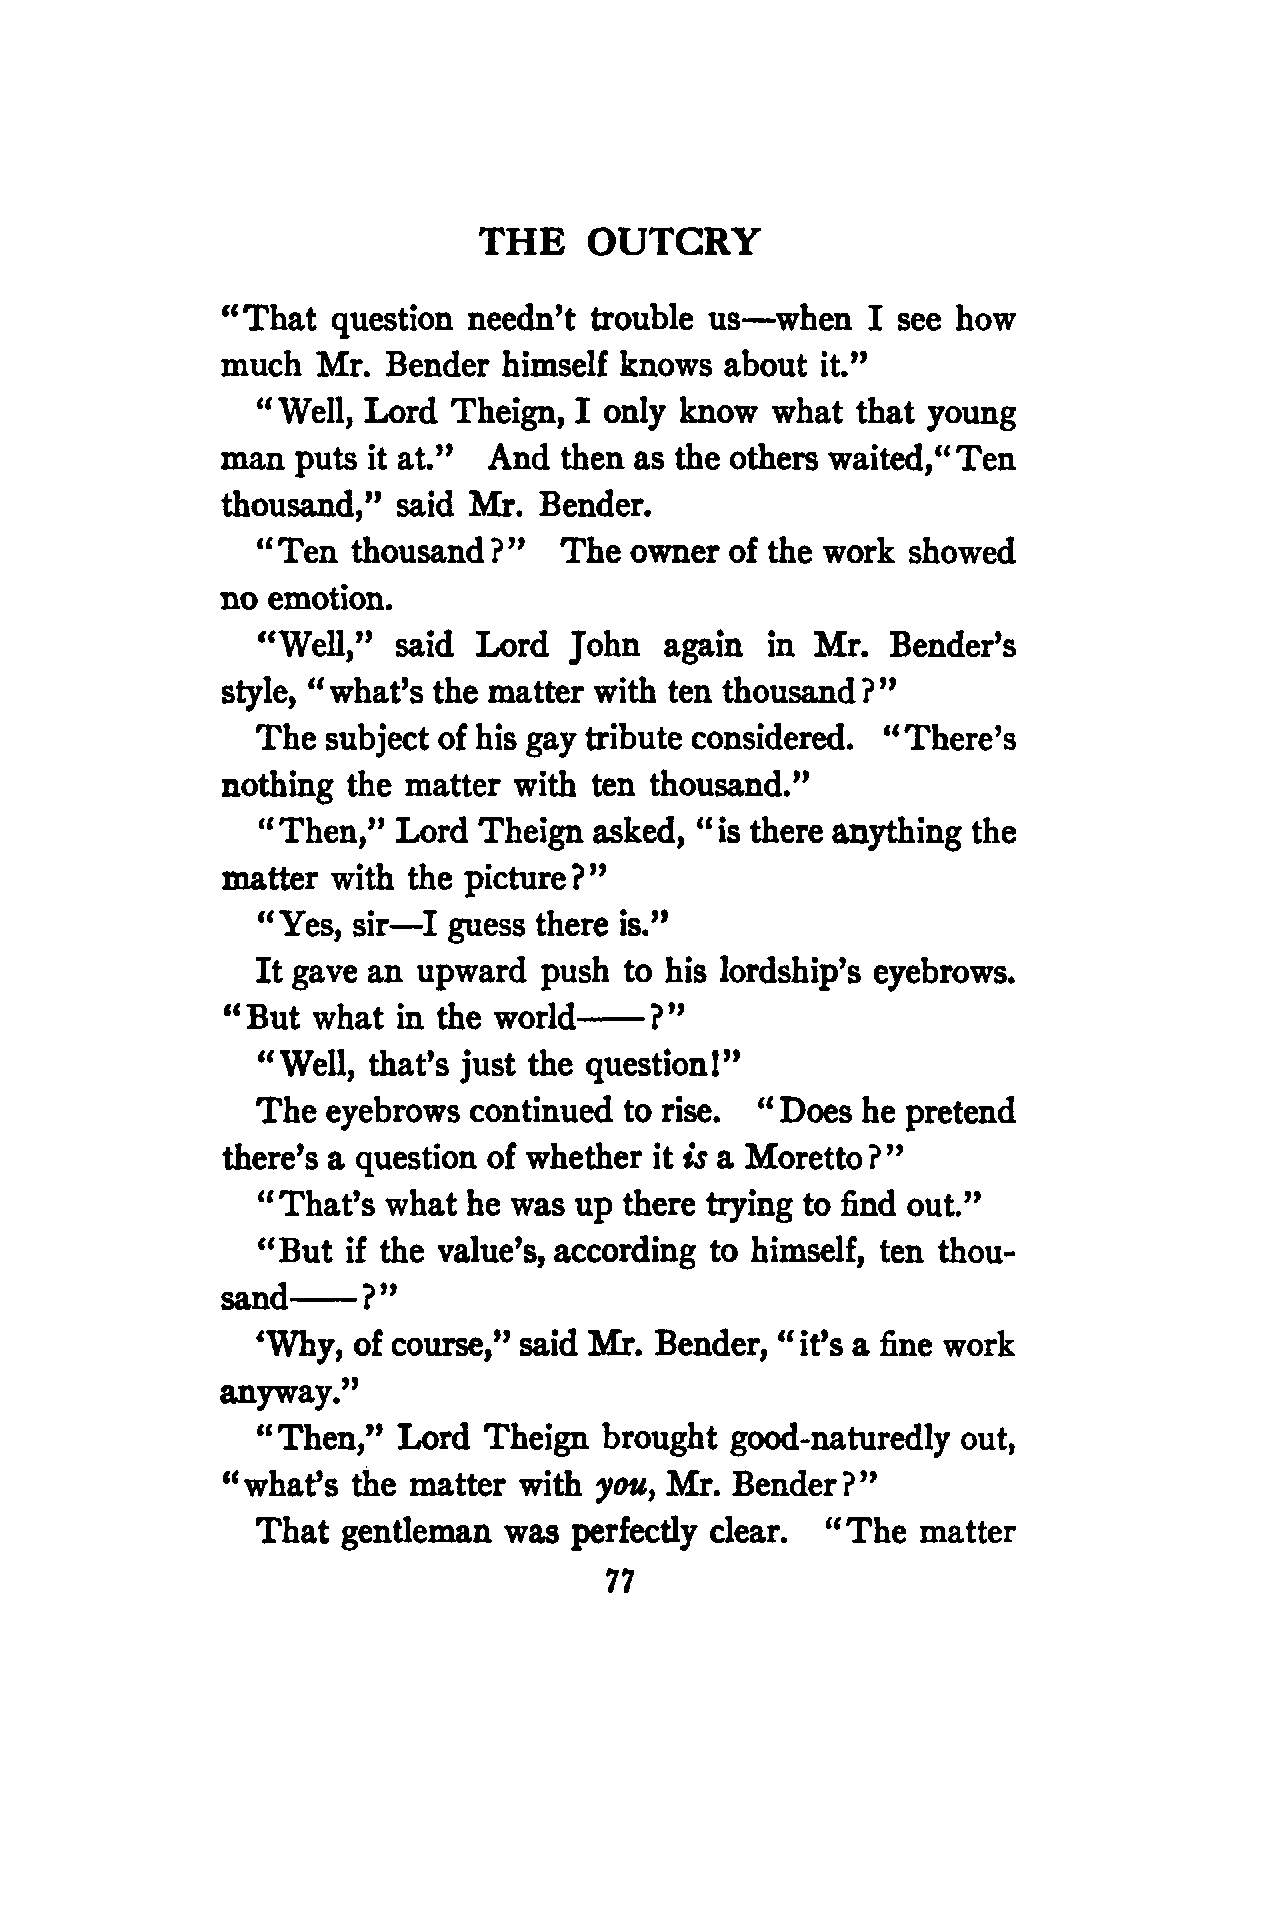 THE OUTCRY
“That question needn’t trouble us—when I see how
much Mr. Bender himself knows about it.”
“Well, Lord Theign, I only know what that young
man puts it at.” And then as the others waited, “Ten
thousand,” said Mr. Bender.
“Ten thousand?” The owner of the work showed
no emotion.
“Well,” said Lord John again in Mr. Bender’s
style, “what’s the matter with ten thousand?”
The subject of his gay tribute considered. “There’s
nothing the matter with ten thousand.”
“Then,” Lord Theign asked, “is there anything the
matter with the picture?”
“Yes, sir—I guess there is.”
It gave an upward push to his lordship’s eyebrows.
“But what in the world——?”
“Well, that’s just the question!”
The eyebrows continued to rise. “Does he pretend
there’s a question of whether it is a Moretto?”
“That’s what he was up there trying to find out.”
“But if the value’s, according to himself, ten thou-
sand——?”
‘Why, of course,” said Mr. Bender, “it’s a fine work
anyway.”
“Then,” Lord Theign brought good-naturedly out,
“what’s the matter with you, Mr. Bender?”
That gentleman was perfectly clear. “The matter
77